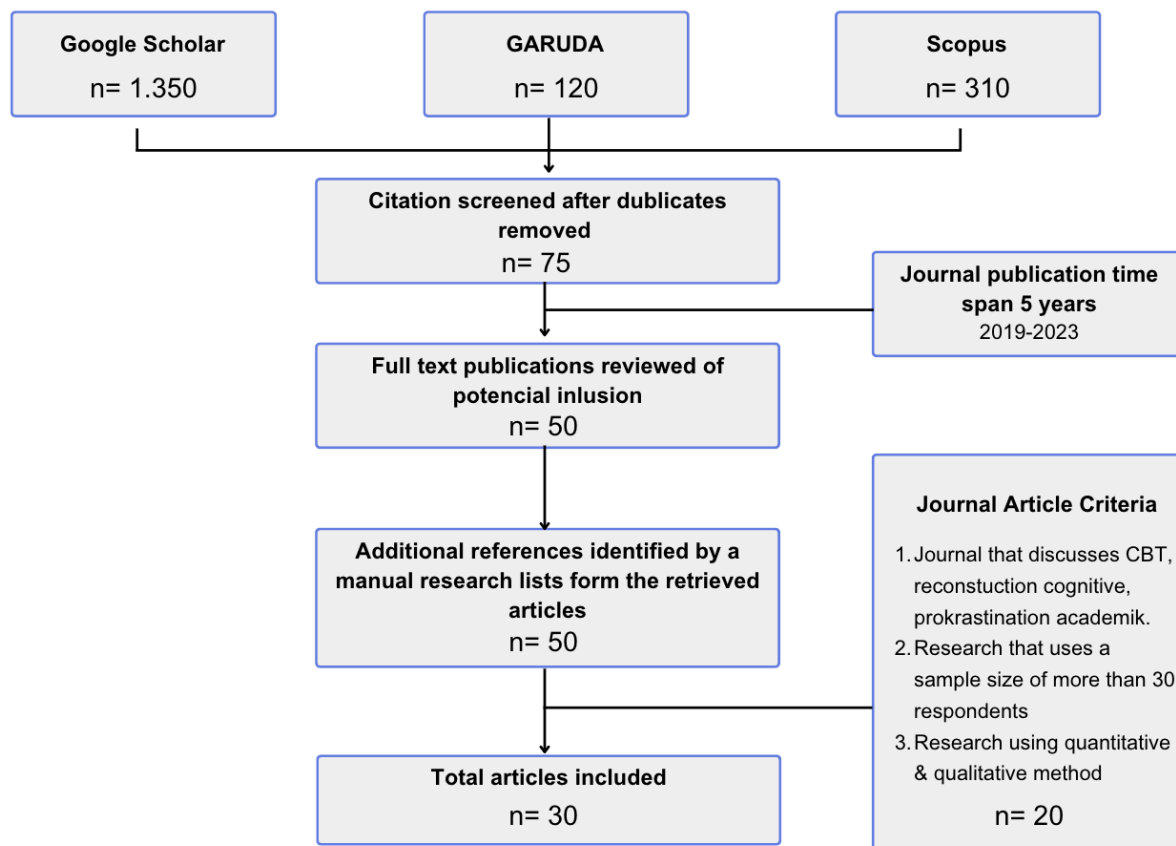 Google Scholar
n= 1.350
GARUDA
n= 120
Scopus
n= 310
Citation screened after dublicates
removed
n= 75
Journal publication time
span 5 years
2019-2023
Full text publications reviewed of
potencial inlusion
n= 50
Additional references identified by a
manual research lists form the retrieved
articles
n= 50
Journal Article Criteria
1. Journal that discusses CBT,
reconstuction cognitive,
prokrastination academik.
2. Research that uses a
sample size of more than 30
respondents
3. Research using quantitative
& qualitative method
n= 20
Total articles included
n= 30